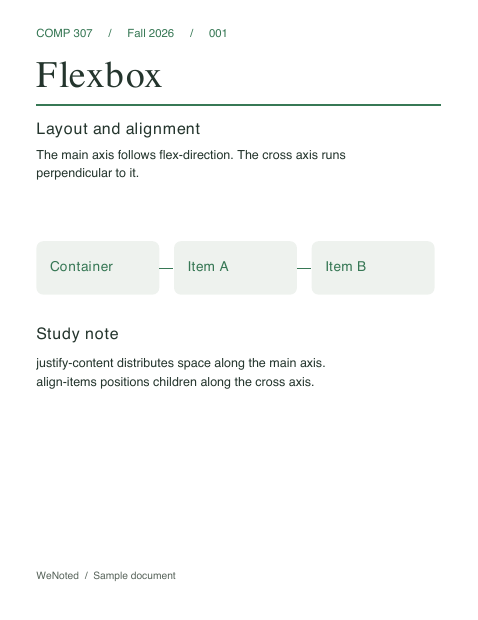 COMP 307 / Fall 2026 / 001
Flexbox
Layout and alignment
The main axis follows flex-direction. The cross axis runs
perpendicular to it.
Container
Item A
Item B
Study note
justify-content distributes space along the main axis.
align-items positions children along the cross axis.
WeNoted / Sample document